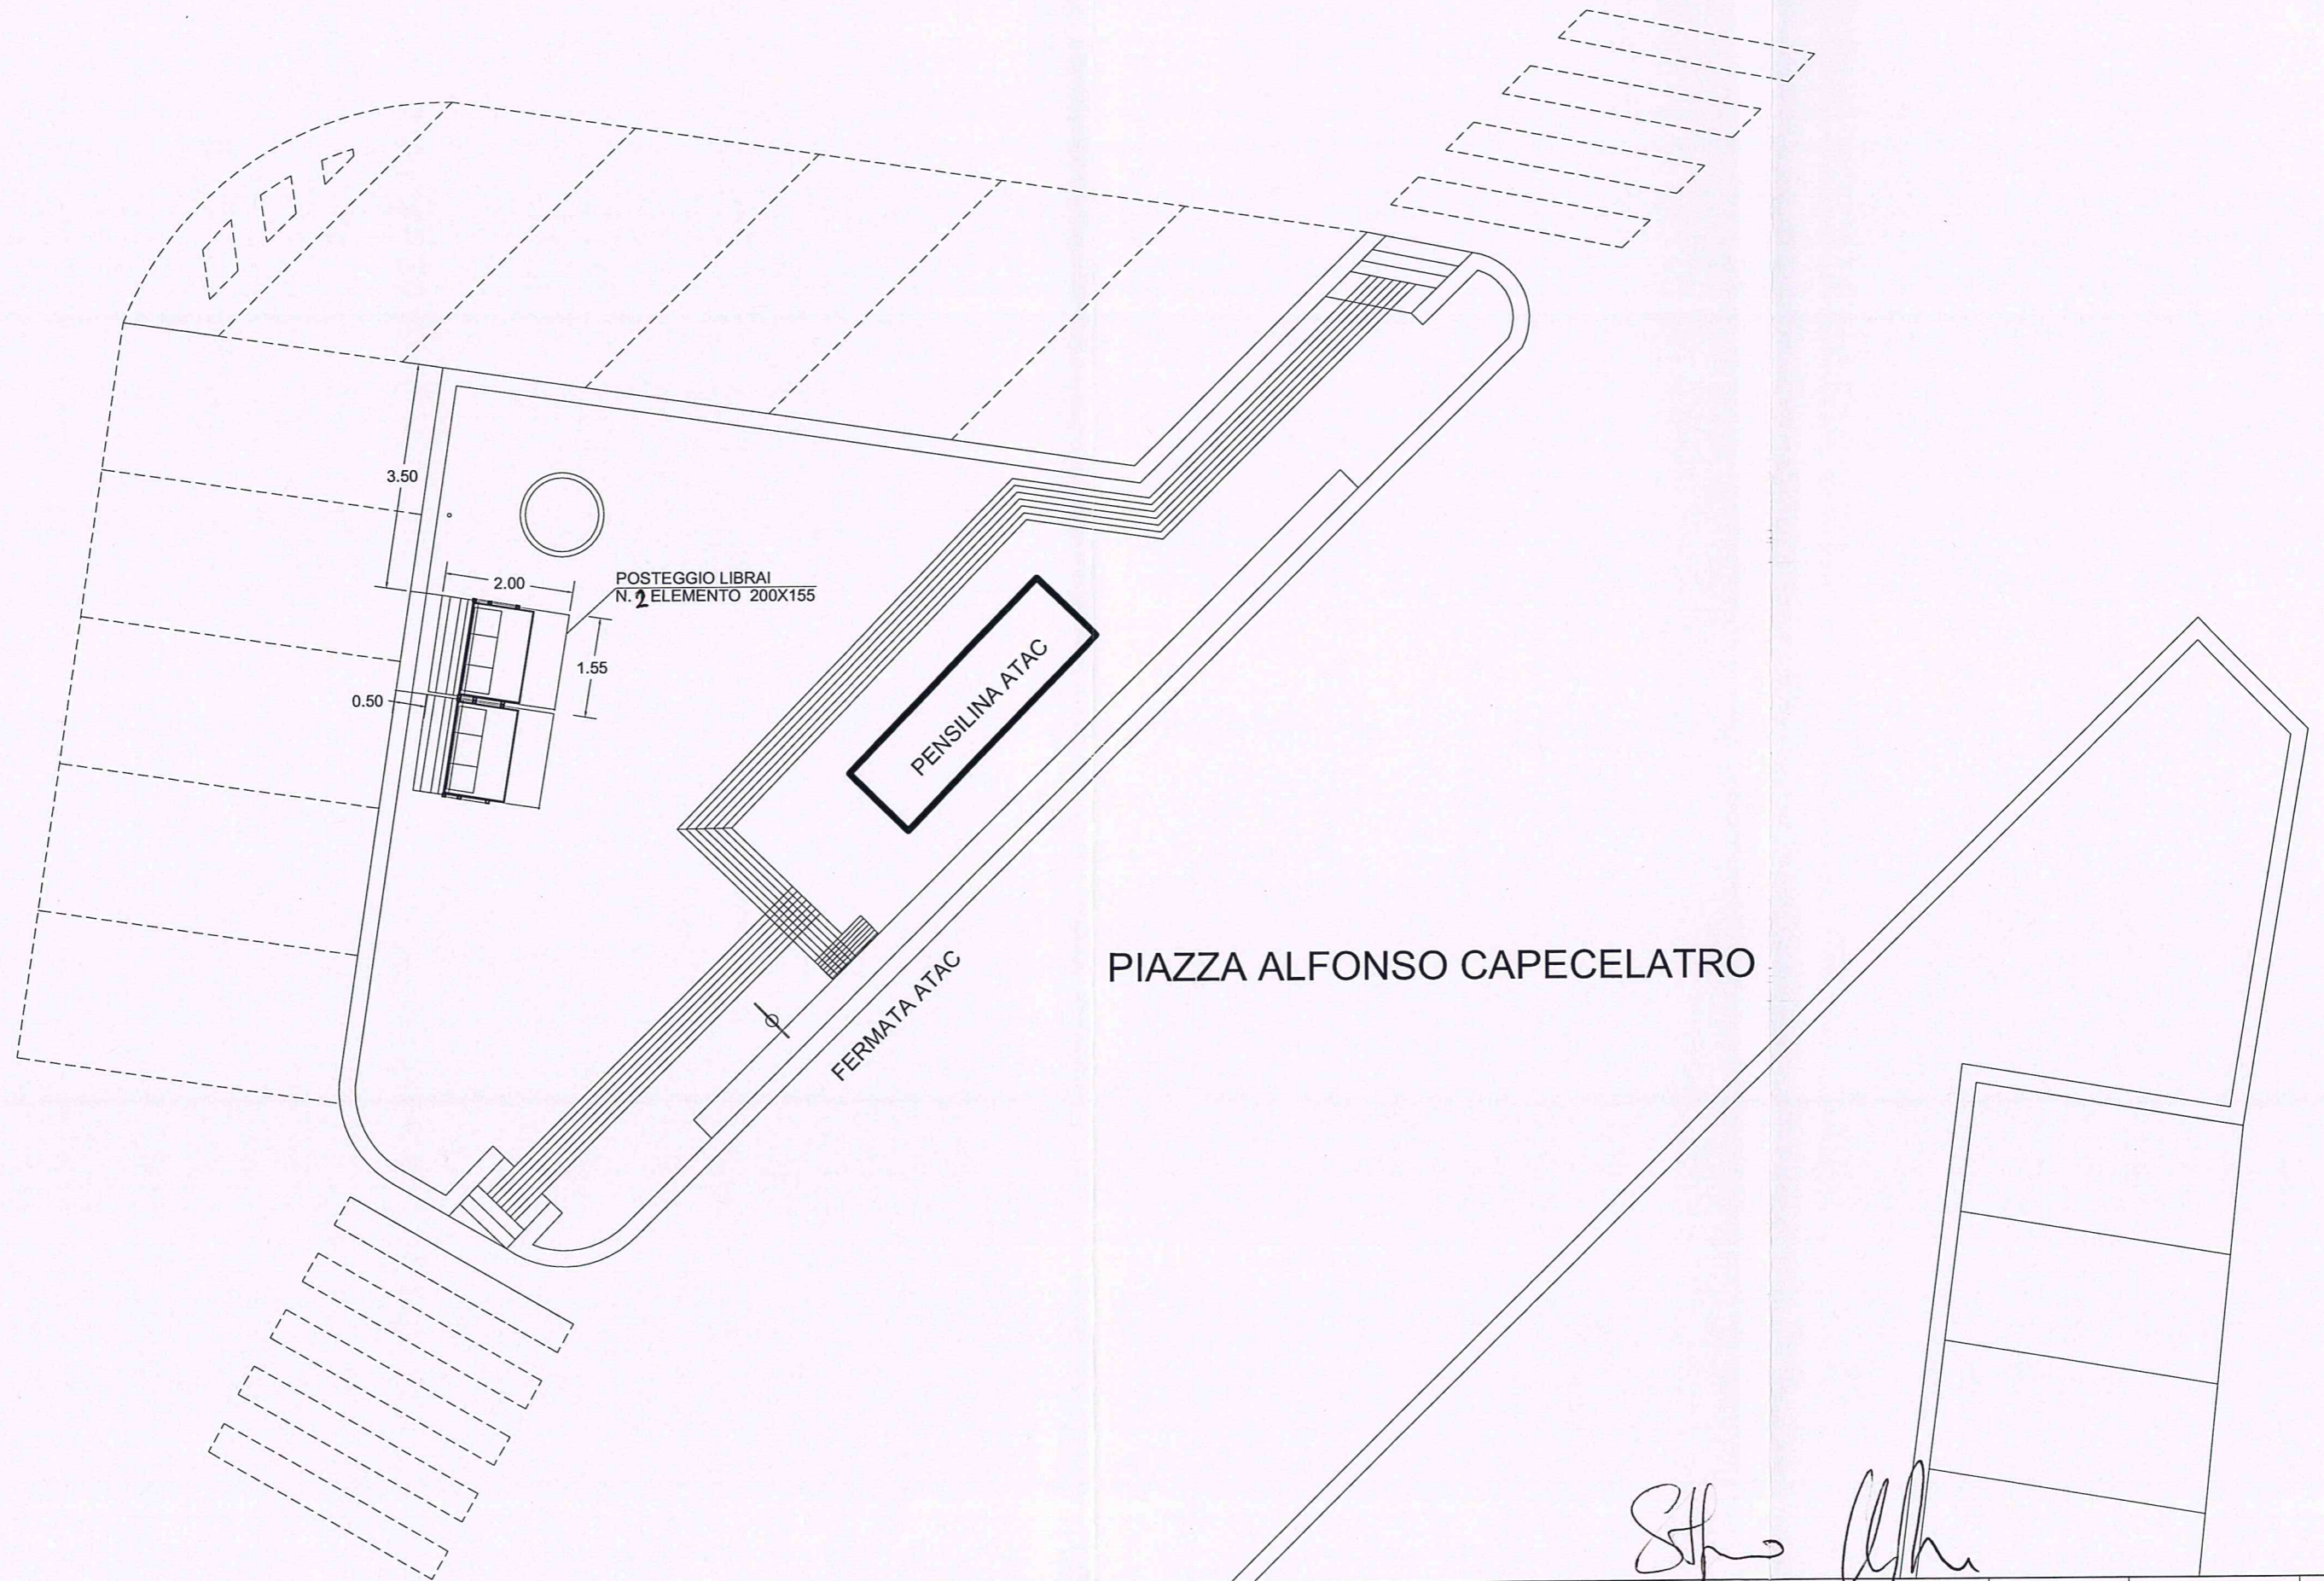 3.50
2.00
POSTEGGIO LIBRAI
N. 2 ELEMENTO 200X155
1.55
0.50
PENSILINA ATAC
FERMATA ATAC
PIAZZA ALFONSO CAPECELATRO